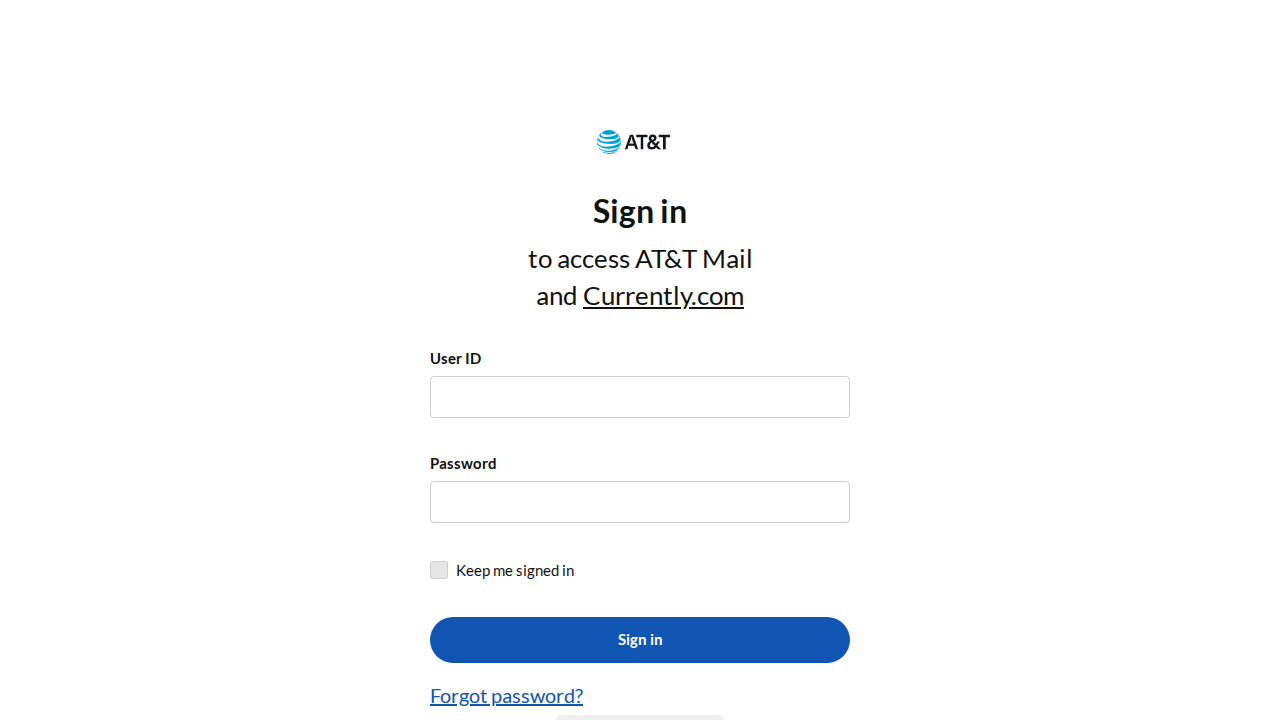 AT&T
Sign in
to access AT&T Mail
and Currently.com
User ID
Password
Keep me signed in
Sign in
Forgot password?